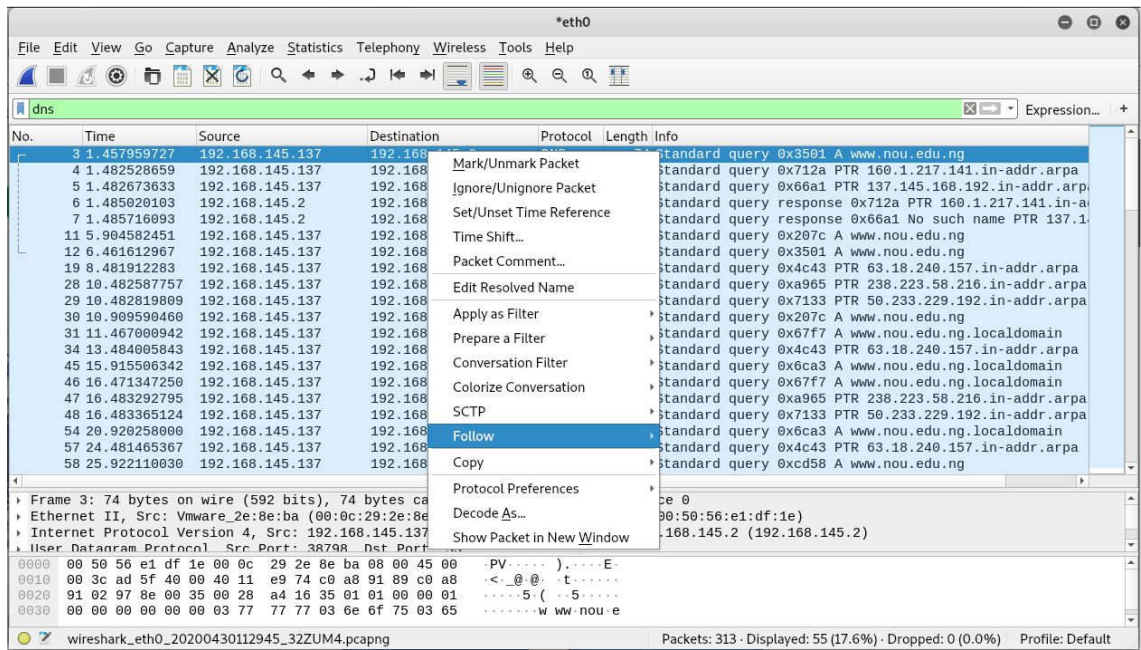 *eth0
File Edit View Go Capture Analyze Statistics Telephony Wireless Tools Help
dns
Expression... +
No. Time Source Destination Protocol Length Info
3 1.457959727 192.168.145.137 Standard query 0x3501 A www.nou.edu.ng
4 1.482528659 192.168.145.137 192.168 Standard query 0x712a PTR 160.1.217.141.in-addr.arpa
5 1.482673633 192.168.145.137 192.168 Standard query 0x66a1 PTR 137.145.168.192.in-addr.arpa
6 1.485020103 192.168.145.2 192.168 Standard query response 0x712a PTR 160.1.217.141.in-a
7 1.485716093 192.168.145.2 192.168 Standard query response 0x66a1 No such name PTR 137.1
11 5.904582451 192.168.145.137 192.168 Standard query 0x207c A www.nou.edu.ng
12 6.461612967 192.168.145.137 192.168 Standard query 0x3501 A www.nou.edu.ng
19 8.481912283 192.168.145.137 192.168 Standard query 0x4c43 PTR 63.18.240.157.in-addr.arpa
28 10.482587757 192.168.145.137 192.168 Standard query 0xa965 PTR 238.223.58.216.in-addr.arpa
29 10.482819809 192.168.145.137 192.168 Standard query 0x7133 PTR 50.233.229.192.in-addr.arpa
30 10.909590460 192.168.145.137 192.168 Standard query 0x207c A www.nou.edu.ng
31 11.467000942 192.168.145.137 192.168 Standard query 0x67f7 A www.nou.edu.ng.localdomain
34 13.484005843 192.168.145.137 192.168 Standard query 0x4c43 PTR 63.18.240.157.in-addr.arpa
45 15.915506342 192.168.145.137 192.168 Standard query 0x6ca3 A www.nou.edu.ng.localdomain
46 16.471347250 192.168.145.137 192.168 Standard query 0x67f7 A www.nou.edu.ng.localdomain
47 16.483292795 192.168.145.137 192.168 Standard query 0xa965 PTR 238.223.58.216.in-addr.arpa
48 16.483365124 192.168.145.137 192.168 Standard query 0x7133 PTR 50.233.229.192.in-addr.arpa
54 20.920258000 192.168.145.137 192.168 Standard query 0x6ca3 A www.nou.edu.ng.localdomain
57 24.481465367 192.168.145.137 192.168 Standard query 0x4c43 PTR 63.18.240.157.in-addr.arpa
58 25.922110030 192.168.145.137 192.168 Standard query 0xcd58 A www.nou.edu.ng
Mark/Unmark Packet
Ignore/Unignore Packet
Set/Unset Time Reference
Time Shift...
Packet Comment...
Edit Resolved Name
Apply as Filter
Prepare a Filter
Conversation Filter
Colorize Conversation
SCTP
Follow
Copy
Protocol Preferences
Decode As...
Show Packet in New Window
Frame 3: 74 bytes on wire (592 bits), 74 bytes ca ce 0
Ethernet II, Src: Vmware_2e:8e:ba (00:0c:29:2e:8e 00:50:56:e1:df:1e)
Internet Protocol Version 4, Src: 192.168.145.137 .168.145.2 (192.168.145.2)
User Datagram Protocol, Src Port: 38798, Dst Port
0000 00 50 56 e1 df 1e 00 0c 29 2e 8e ba 08 00 45 00 ·PV····· ).····E·
0010 00 3c ad 5f 40 00 40 11 e9 74 c0 a8 91 89 c0 a8 ·<·_@·@· ·t······
0020 91 02 97 8e 00 35 00 28 a4 16 35 01 01 00 00 01 ·····5·( ··5·····
0030 00 00 00 00 00 00 03 77 77 77 03 6e 6f 75 03 65 ·······w ww·nou·e
wireshark_eth0_20200430112945_32ZUM4.pcapng Packets: 313 · Displayed: 55 (17.6%) · Dropped: 0 (0.0%) Profile: Default